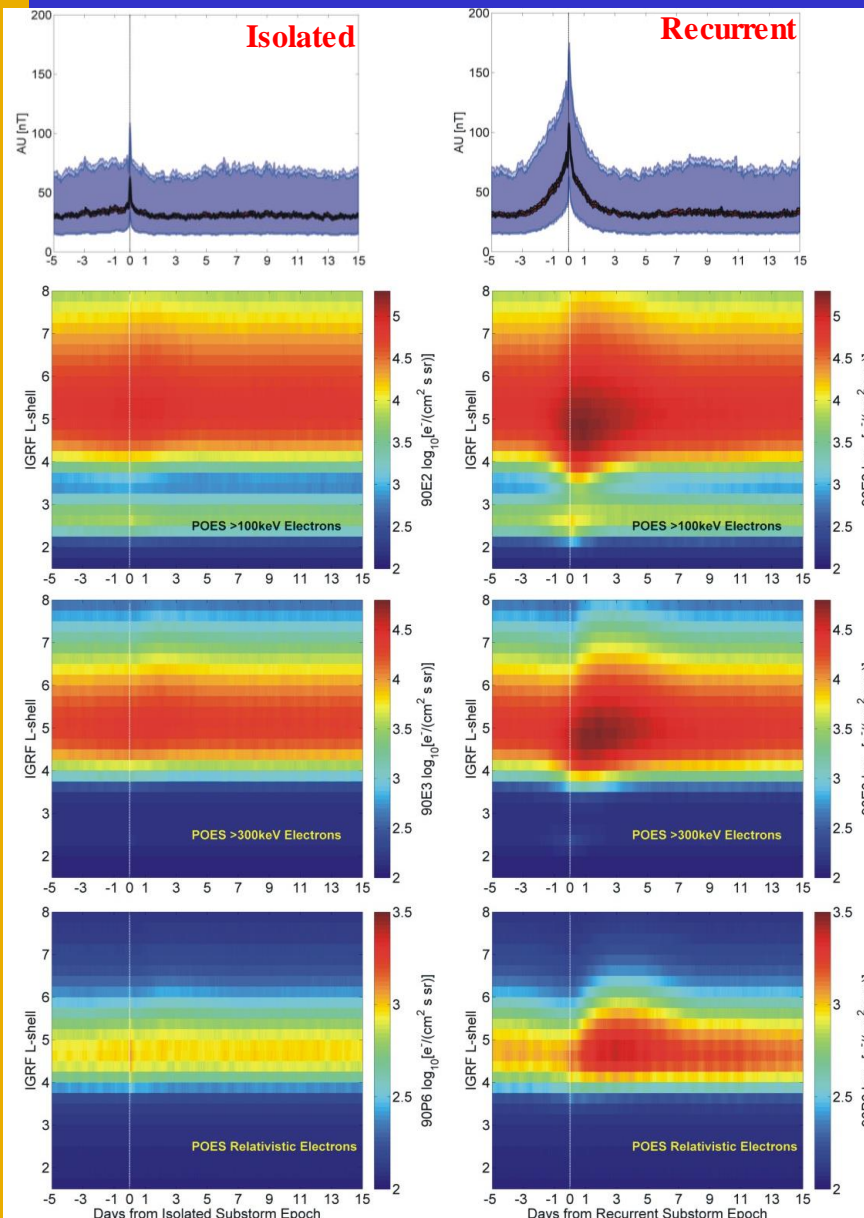 Isolated
200
150
100
50
0
AU [nT]
-5 -3 -1 0 1 3 5 7 9 11 13 15
Recurrent
200
150
100
50
0
AU [nT]
-5 -3 -1 0 1 3 5 7 9 11 13 15
8
7
6
5
4
3
2
IGRF L-shell
POES >100keV Electrons
-5 -3 -1 0 1 3 5 7 9 11 13 15
5
4.5
4
3.5
3
2.5
2
90E2 log10[e-/(cm2 s sr)]
8
7
6
5
4
3
2
IGRF L-shell
POES >100keV Electrons
-5 -3 -1 0 1 3 5 7 9 11 13 15
5
4.5
4
3.5
3
2.5
2
8
7
6
5
4
3
2
IGRF L-shell
POES >300keV Electrons
-5 -3 -1 0 1 3 5 7 9 11 13 15
4.5
4
3.5
3
2.5
2
90E3 log10[e-/(cm2 s sr)]
8
7
6
5
4
3
2
IGRF L-shell
POES >300keV Electrons
-5 -3 -1 0 1 3 5 7 9 11 13 15
4.5
4
3.5
3
2.5
2
8
7
6
5
4
3
2
IGRF L-shell
POES Relativistic Electrons
-5 -3 -1 0 1 3 5 7 9 11 13 15
Days from Isolated Substorm Epoch
3.5
3
2.5
2
90P6 log10[e-/(cm2 s sr)]
8
7
6
5
4
3
2
IGRF L-shell
POES Relativistic Electrons
-5 -3 -1 0 1 3 5 7 9 11 13 15
Days from Recurrent Substorm Epoch
3.5
3
2.5
2